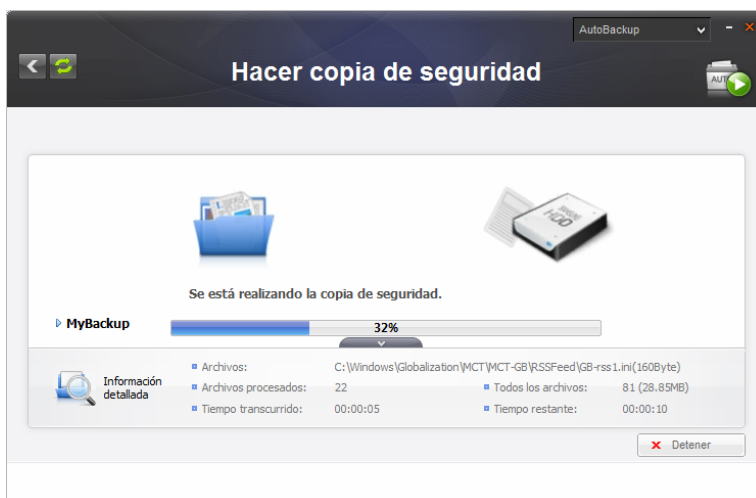 AutoBackup
Hacer copia de seguridad
AUT
HDD
Se está realizando la copia de seguridad.
MyBackup
32%
Información detallada
Archivos: C:\Windows\Globalization\MCT\MCT-GB\RSSFeed\GB-rss1.ini(160Byte)
Archivos procesados: 22 Todos los archivos: 81 (28.85MB)
Tiempo transcurrido: 00:00:05 Tiempo restante: 00:00:10
Detener